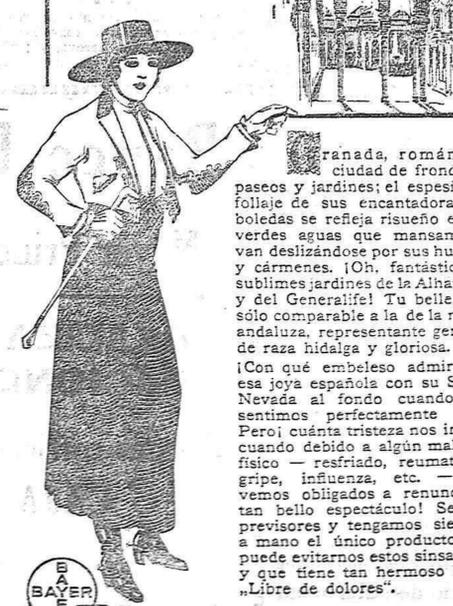 Granada, román
ciudad de frond
paseos y jardines; el espesi
follaje de sus encantadora
boledas se refleja risueño e
verdes aguas que mansam
van deslizándose por sus hu
y cármenes. ¡Oh, fantástic
sublimes jardines de la Alha
y del Generalife! Tu belle
sólo comparable a la de la m
andaluza, representante gen
de raza hidalga y gloriosa.
¡Con qué embeleso admir
esa joya española con su S
Nevada al fondo cuando
sentimos perfectamente
Pero¡ cuánta tristeza nos in
cuando debido a algún mal
físico — resfriado, reumat
gripe, influenza, etc. —
vemos obligados a renunc
tan bello espectáculo! Se
previsores y tengamos sie
a mano el único producto
puede evitarnos estos sinsa
y que tiene tan hermoso
„Libre de dolores“.
BAYER